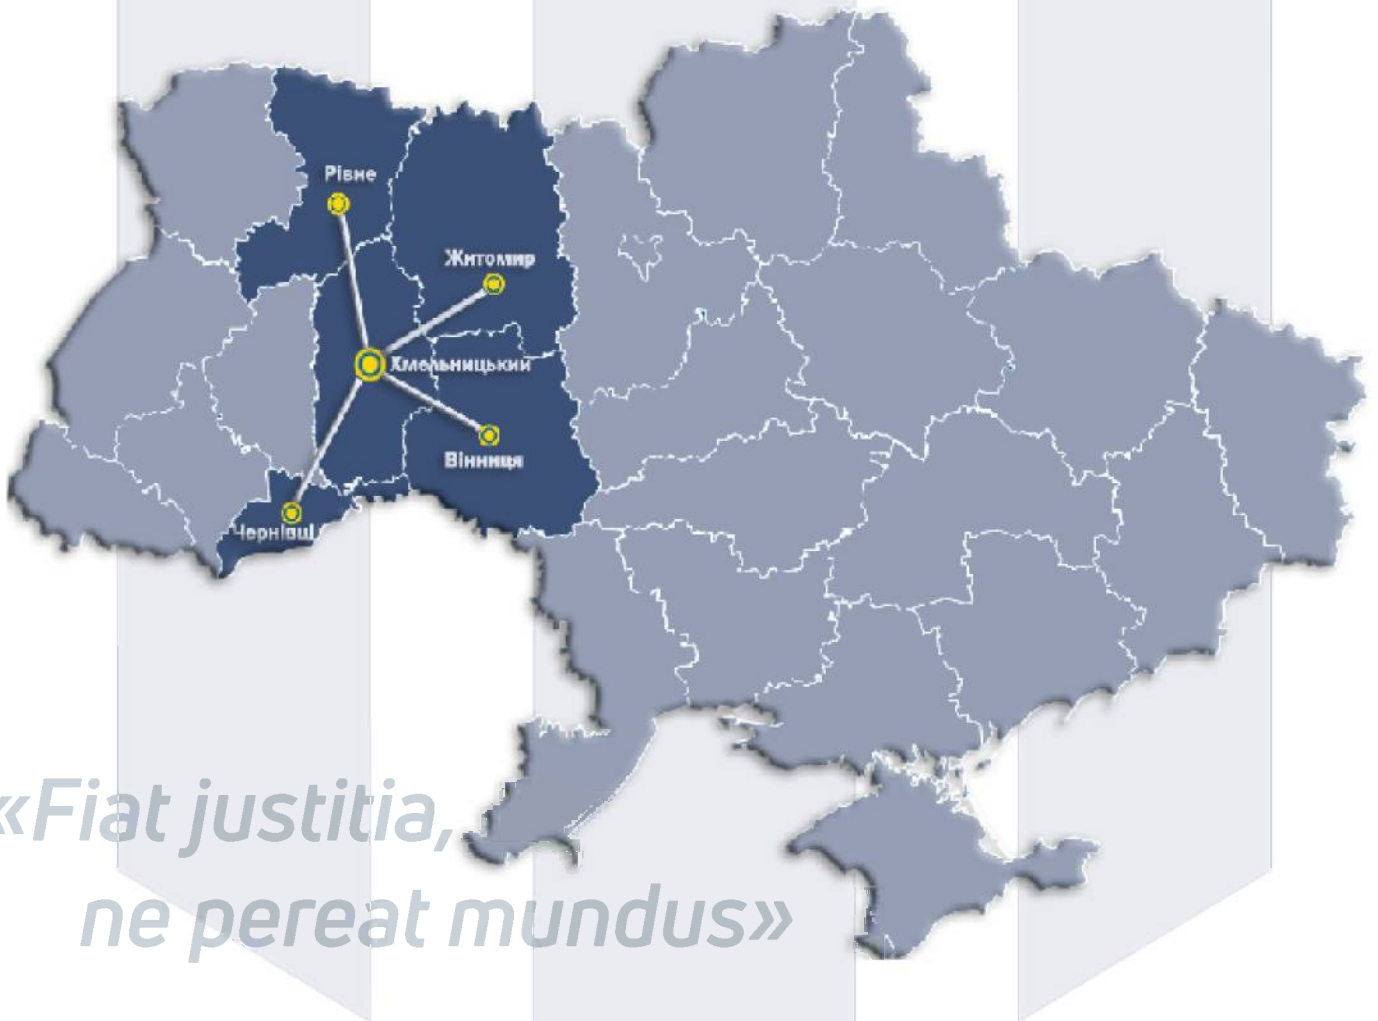 Рівне
Житомир
Хмельницький
Вінниця
Чернівці
«Fiat justitia,
ne pereat mundus»